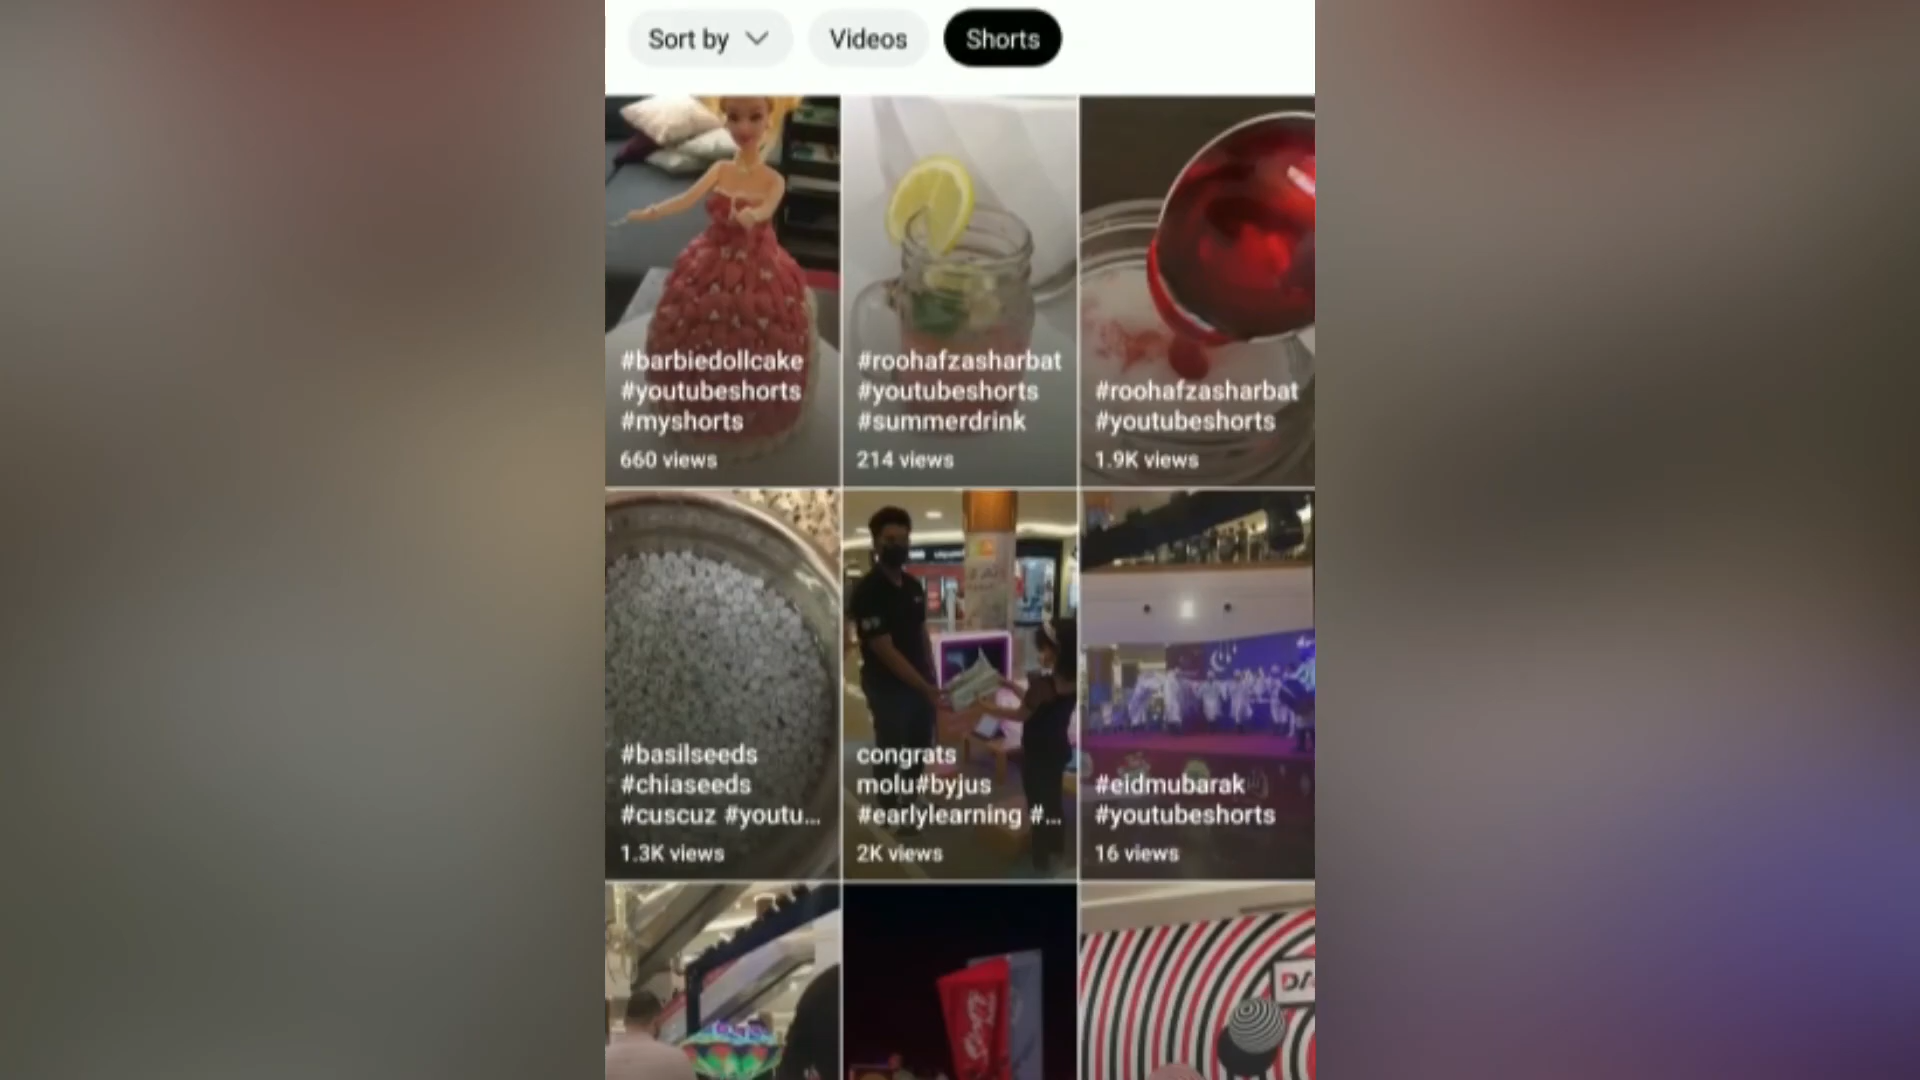 Sort by
Videos
Shorts
#barbiedollcake
#youtubeshorts
#myshorts
660 views
#roohafzasharbat
#youtubeshorts
#summerdrink
214 views
#roohafzasharbat
#youtubeshorts
1.9K views
#basilseeds
#chiaseeds
#cuscuz #youtu...
1.3K views
congrats
molu#byjus
#earlylearning #...
2K views
#eidmubarak
#youtubeshorts
16 views